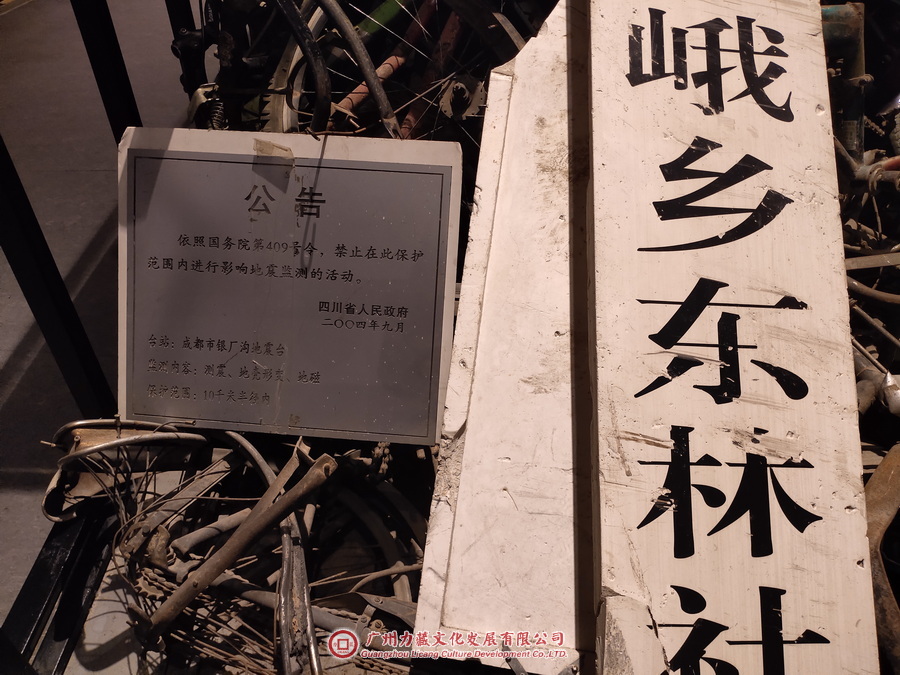 公告
依照国务院第409号令，禁止在此保护
范围内进行影响地震监测的活动。
四川省人民政府
二〇〇四年九月
台站：成都市银厂沟地震台
监测内容：测震、地壳形变、地磁
保护范围：10千米半径内
峨乡东林社
广州力蓝文化发展有限公司
Guangzhou Licang Culture Development Co.,LTD.